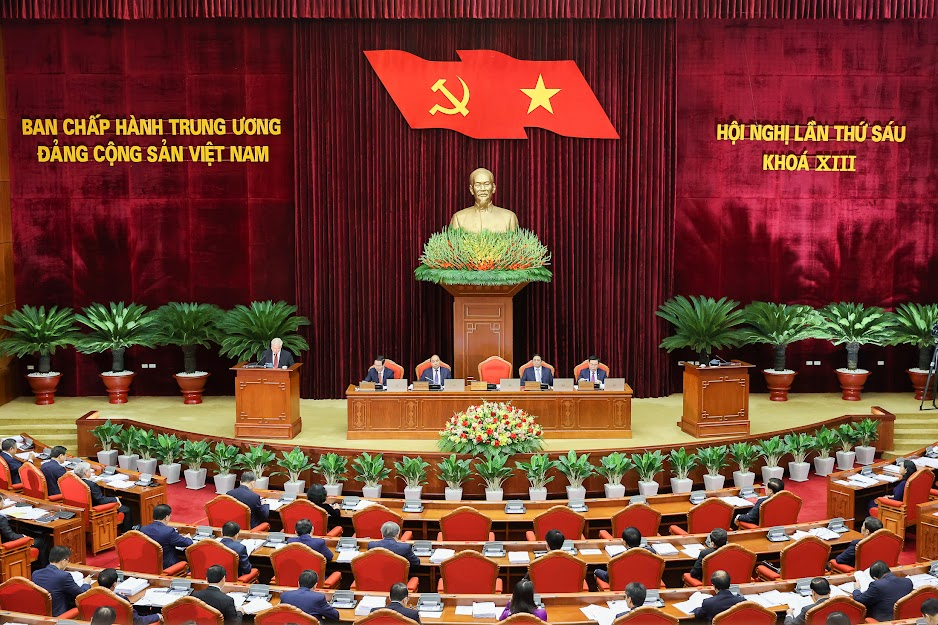 BAN CHẤP HÀNH TRUNG ƯƠNG
ĐẢNG CỘNG SẢN VIỆT NAM
HỘI NGHỊ LẦN THỨ SÁU
KHOÁ XIII